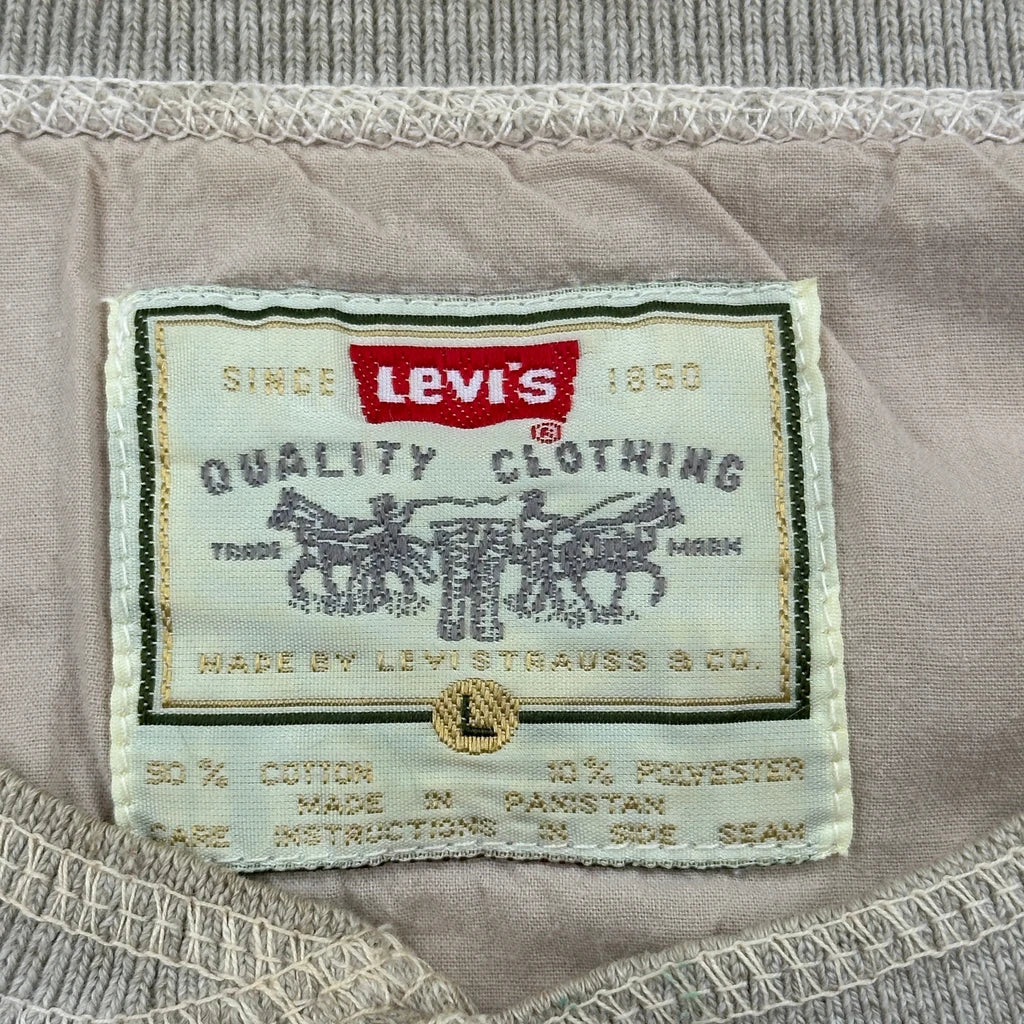 SINCE LEVI'S 1850
®
QUALITY CLOTHING
TRADE MARK
MADE BY LEVI STRAUSS & CO.
L
90% COTTON 10% POLYESTER
MADE IN PAKISTAN
CARE INSTRUCTIONS IN SIDE SEAM